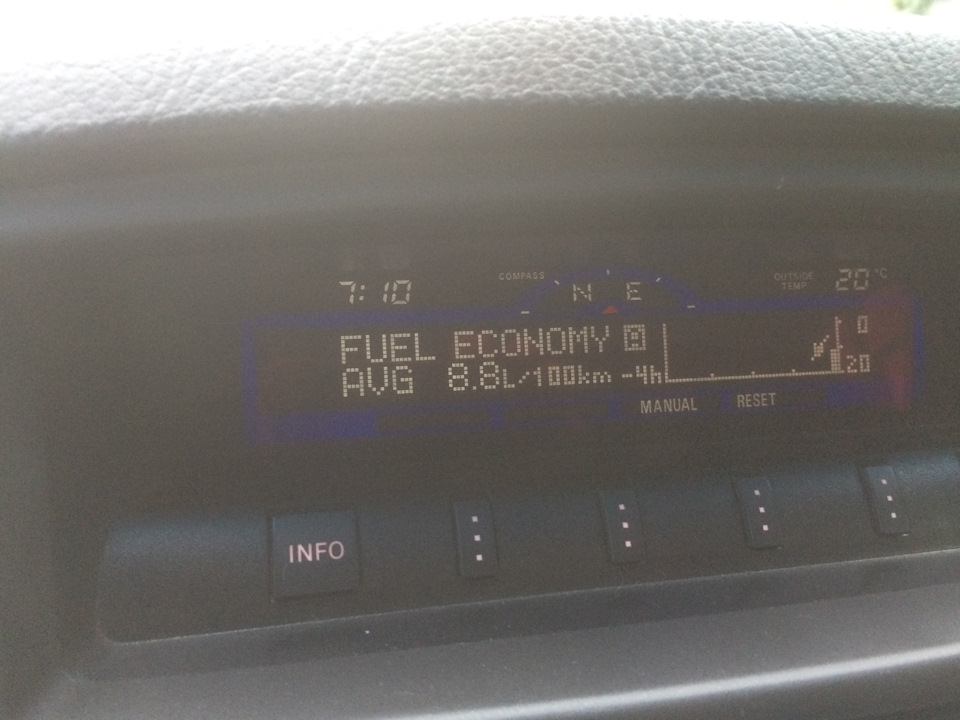 7:10
COMPASS
N E
OUTSIDE
TEMP
20°C
FUEL ECONOMY
0
AVG 8.8L/100km -4h
20
MANUAL
RESET
INFO